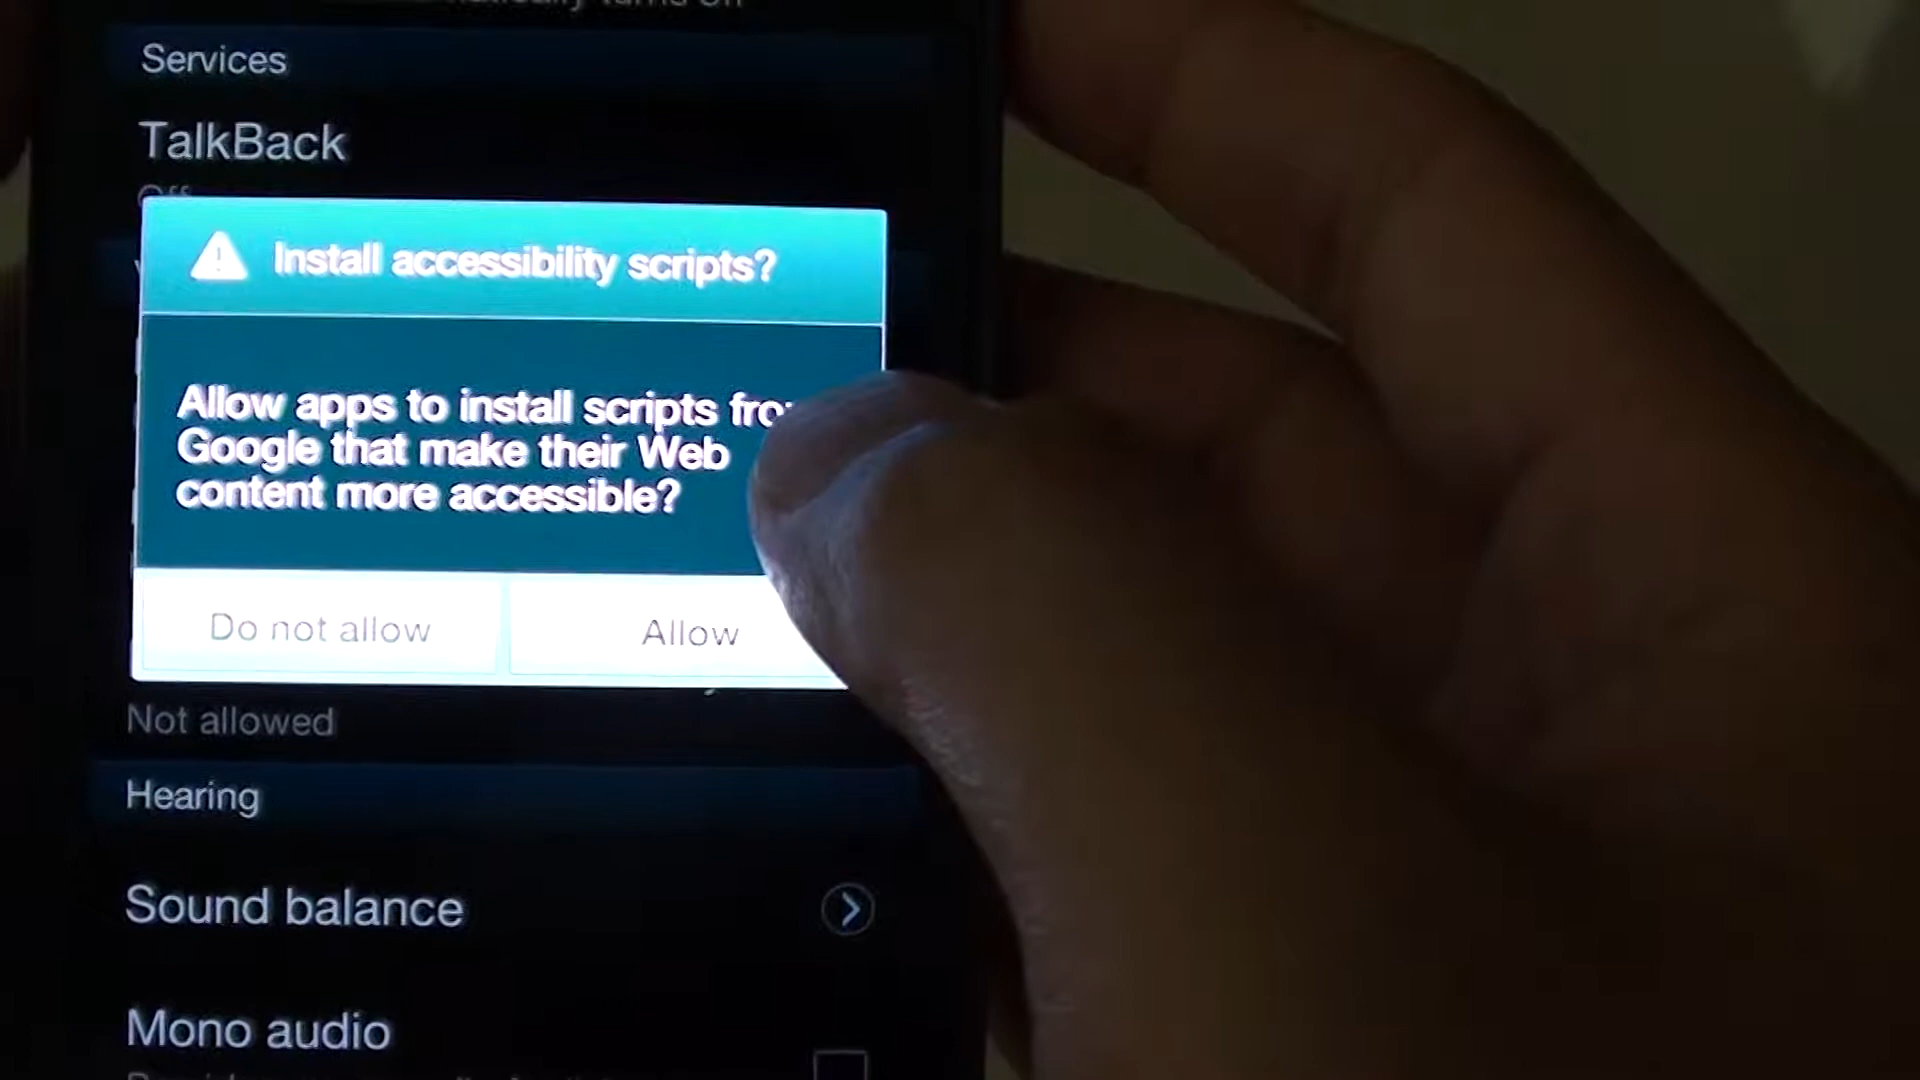 Services
TalkBack
Off
Install accessibility scripts?
Allow apps to install scripts
Google that make their Web
content more accessible?
Do not allow
Allow
Not allowed
Hearing
Sound balance
Mono audio